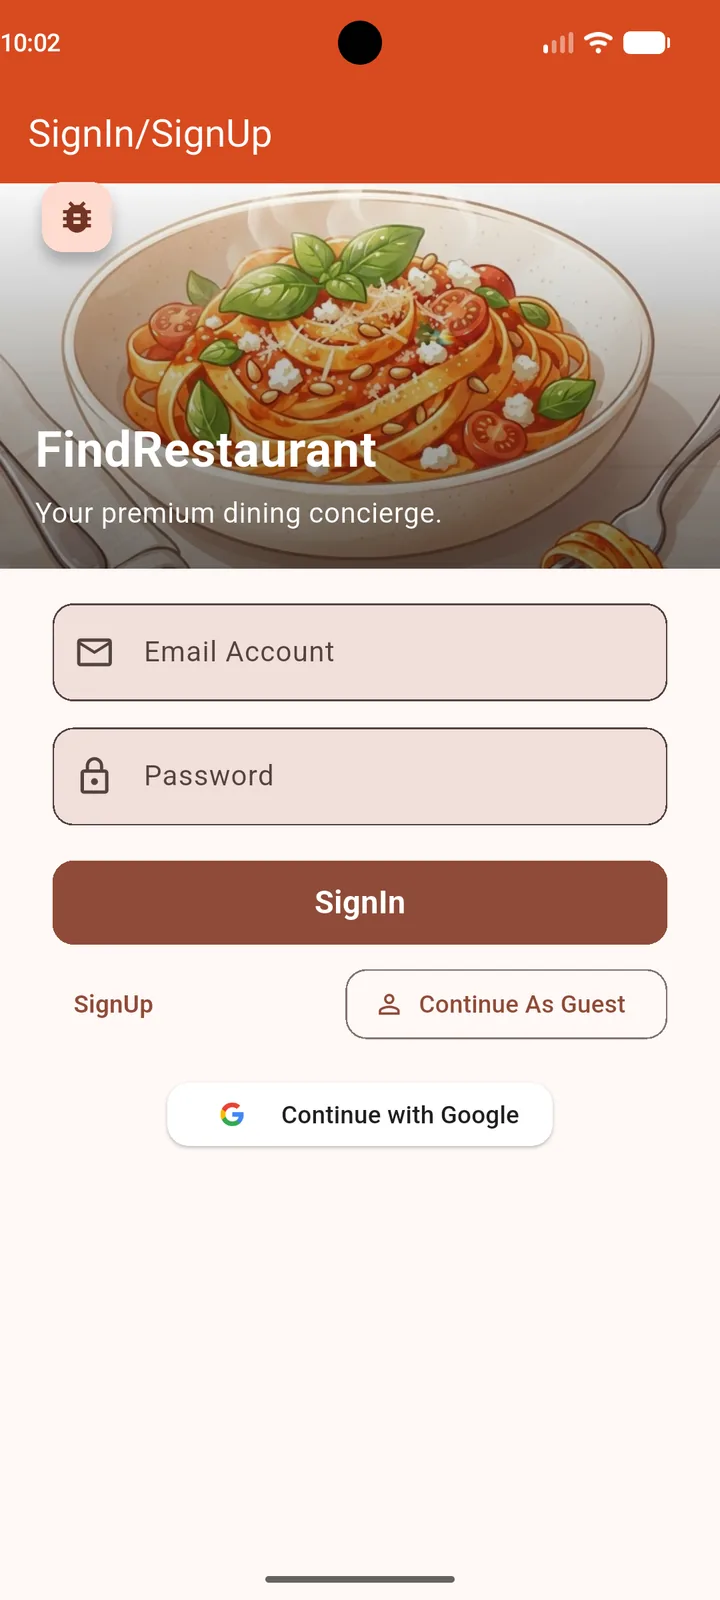 10:02
SignIn/SignUp
FindRestaurant
Your premium dining concierge.
Email Account
Password
SignIn
SignUp
Continue As Guest
Continue with Google